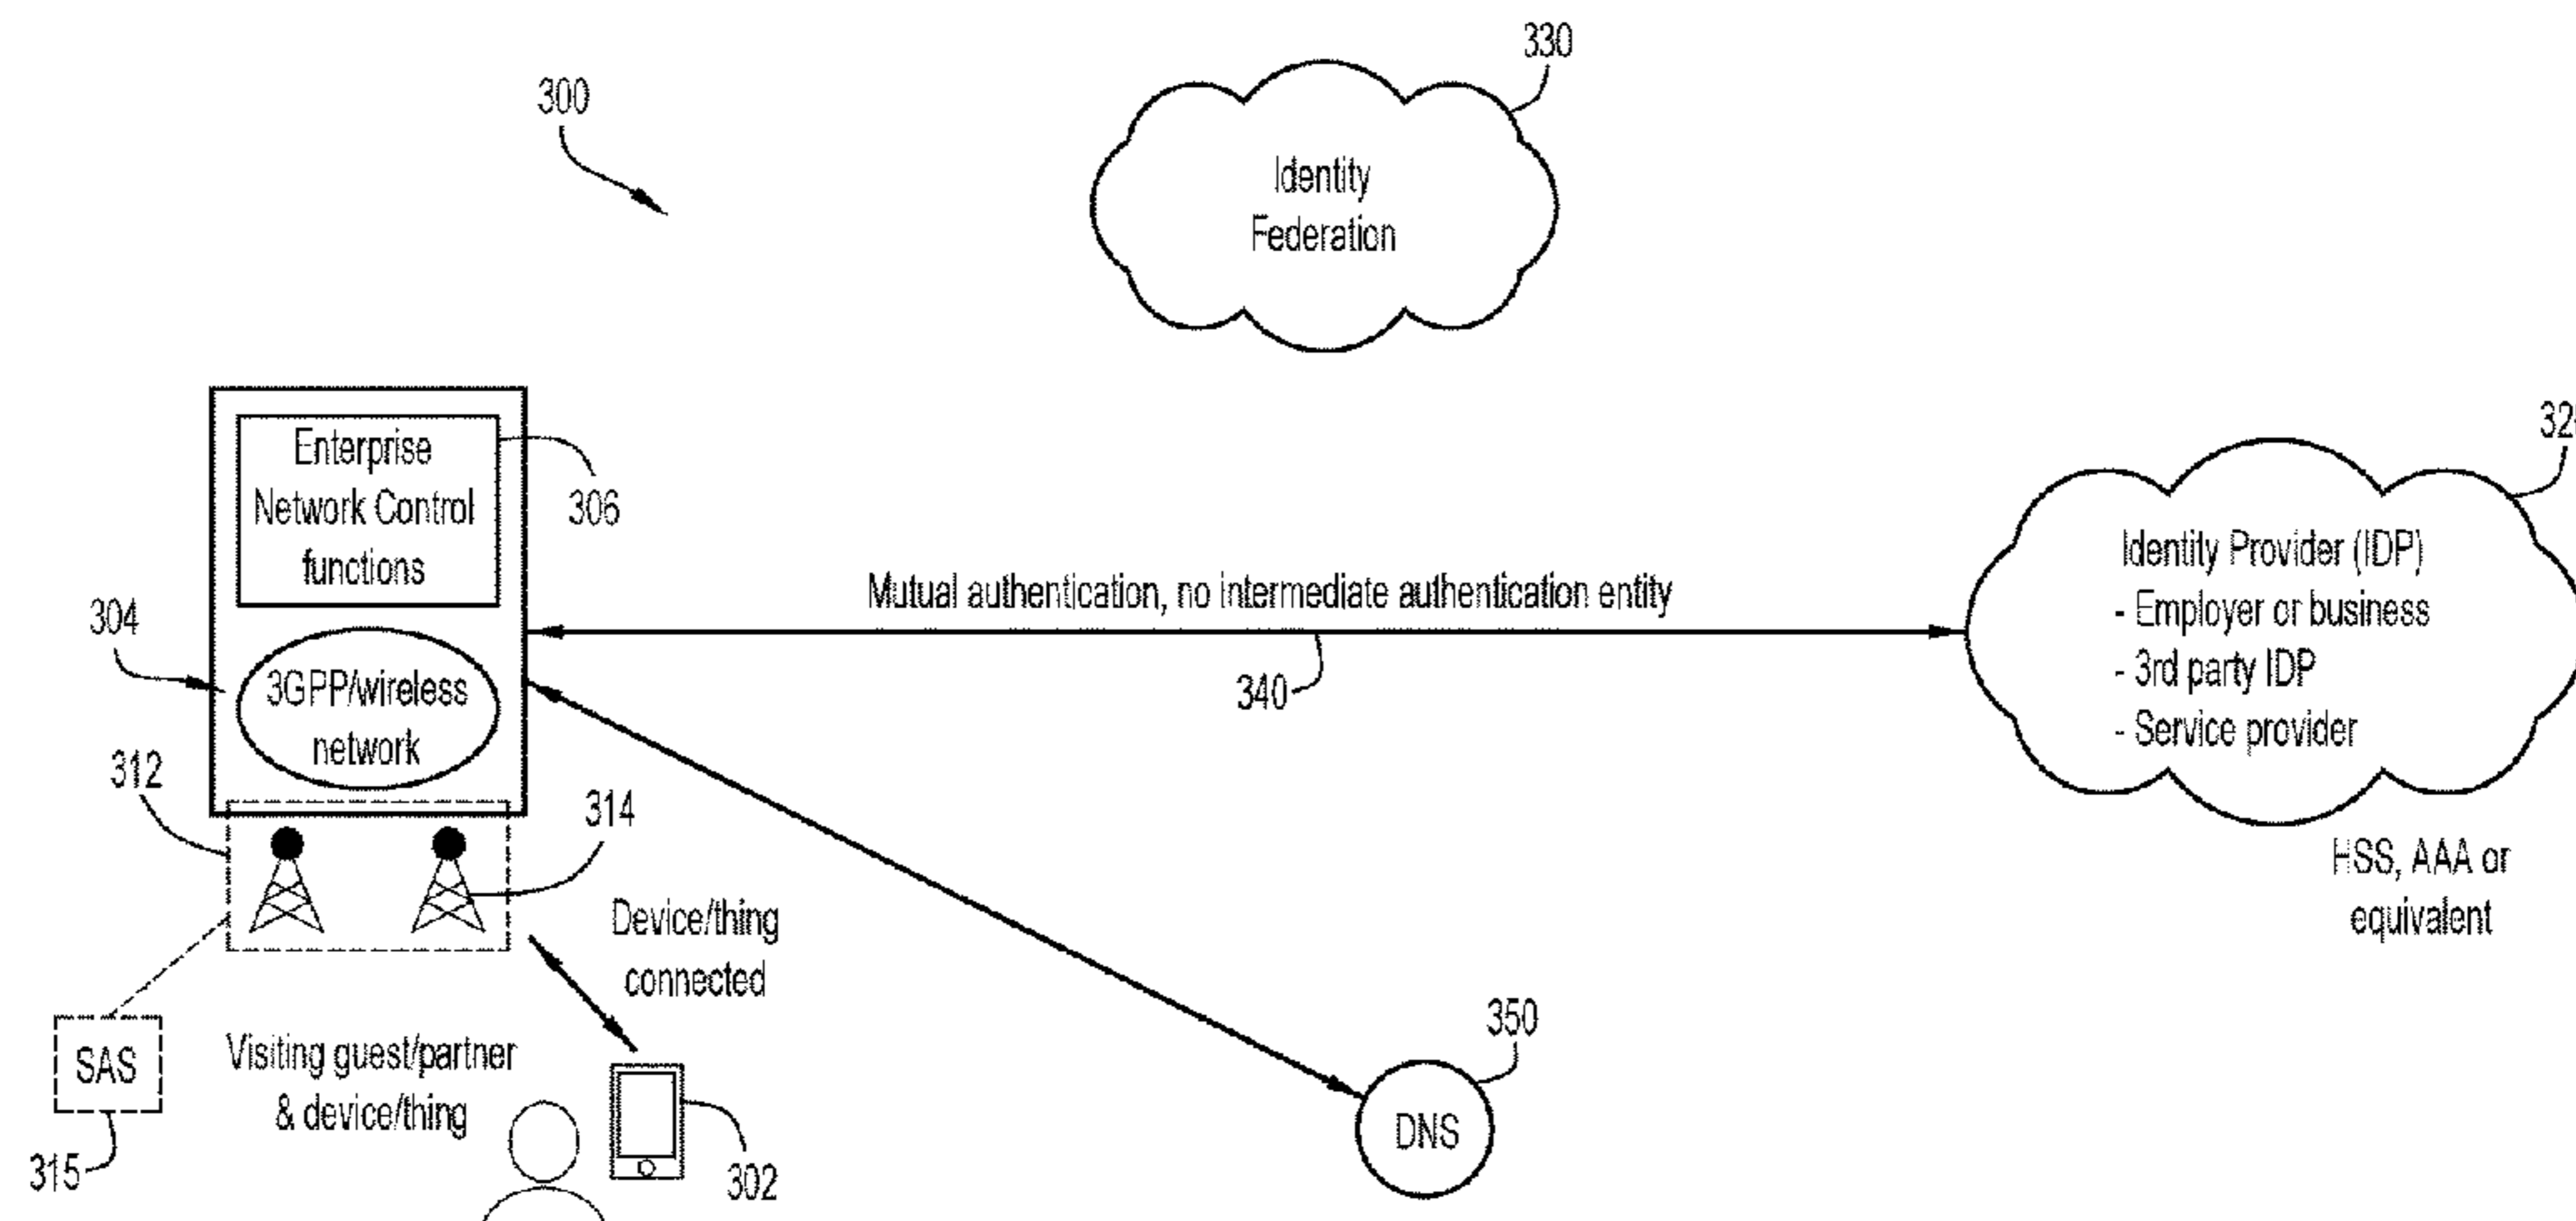 330
300
Identity
Federation
Enterprise
Network Control
functions
306
304
3GPP/wireless
network
312
314
Mutual authentication, no intermediate authentication entity
340
Identity Provider (IDP)
- Employer or business
- 3rd party IDP
- Service provider
HSS, AAA or
equivalent
Device/thing
connected
SAS
315
Visiting guest/partner
& device/thing
302
350
DNS